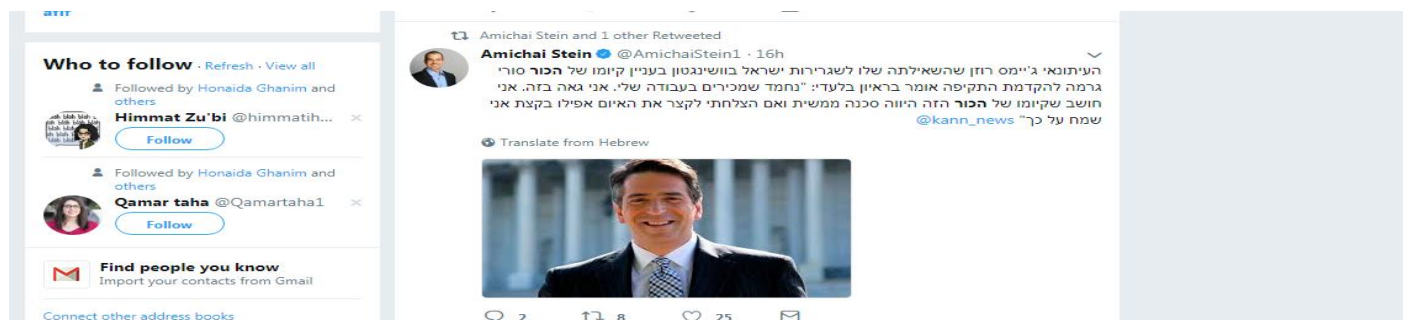 afif
Who to follow · Refresh · View all
Followed by Honaida Ghanim and
others
Himmat Zu'bi @himmatih...
Follow
Followed by Honaida Ghanim and
others
Qamar taha @Qamartaha1
Follow
Find people you know
Import your contacts from Gmail
Connect other address books
Amichai Stein and 1 other Retweeted
Amichai Stein @AmichaiStein1 · 16h
העיתונאי ג'יימס רוזן שהשאילתה שלו לשגרירות ישראל בוושינגטון בעניין קיומו של הכור סורי
גרמה להקדמת התקיפה אומר בראיון בלעדי: "נחמד שמכירים בעבודה שלי. אני גאה בזה. אני
חושב שקיומו של הכור הזה היווה סכנה ממשית ואם הצלחתי לקצר את האיום אפילו בקצת אני
שמח על כך" @kann_news
Translate from Hebrew
2 8 25